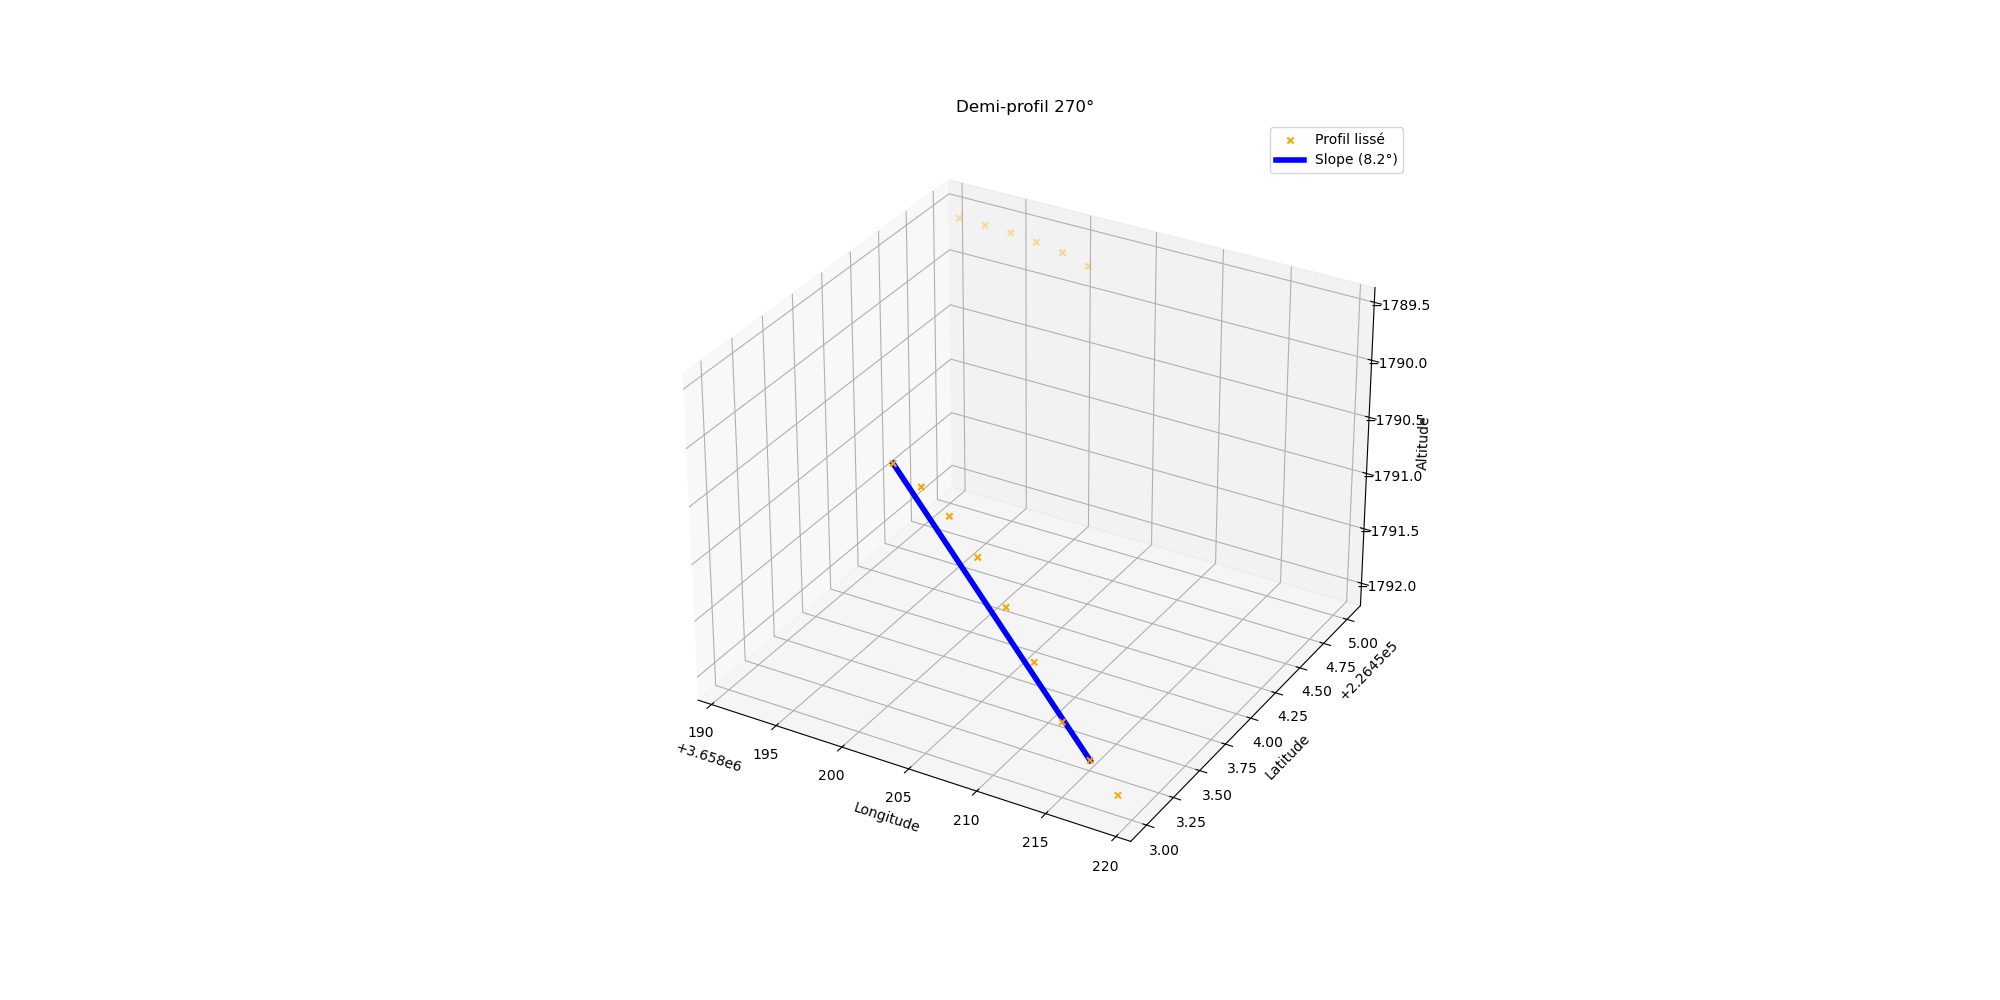 Demi-profil 270°
Profil lissé
Slope (8.2°)
−1789.5
−1790.0
−1790.5
−1791.0
−1791.5
−1792.0
Altitude
5.00
4.75
4.50
4.25
4.00
3.75
3.50
3.25
3.00
+2.2645e5
Latitude
190
195
200
205
210
215
220
+3.658e6
Longitude